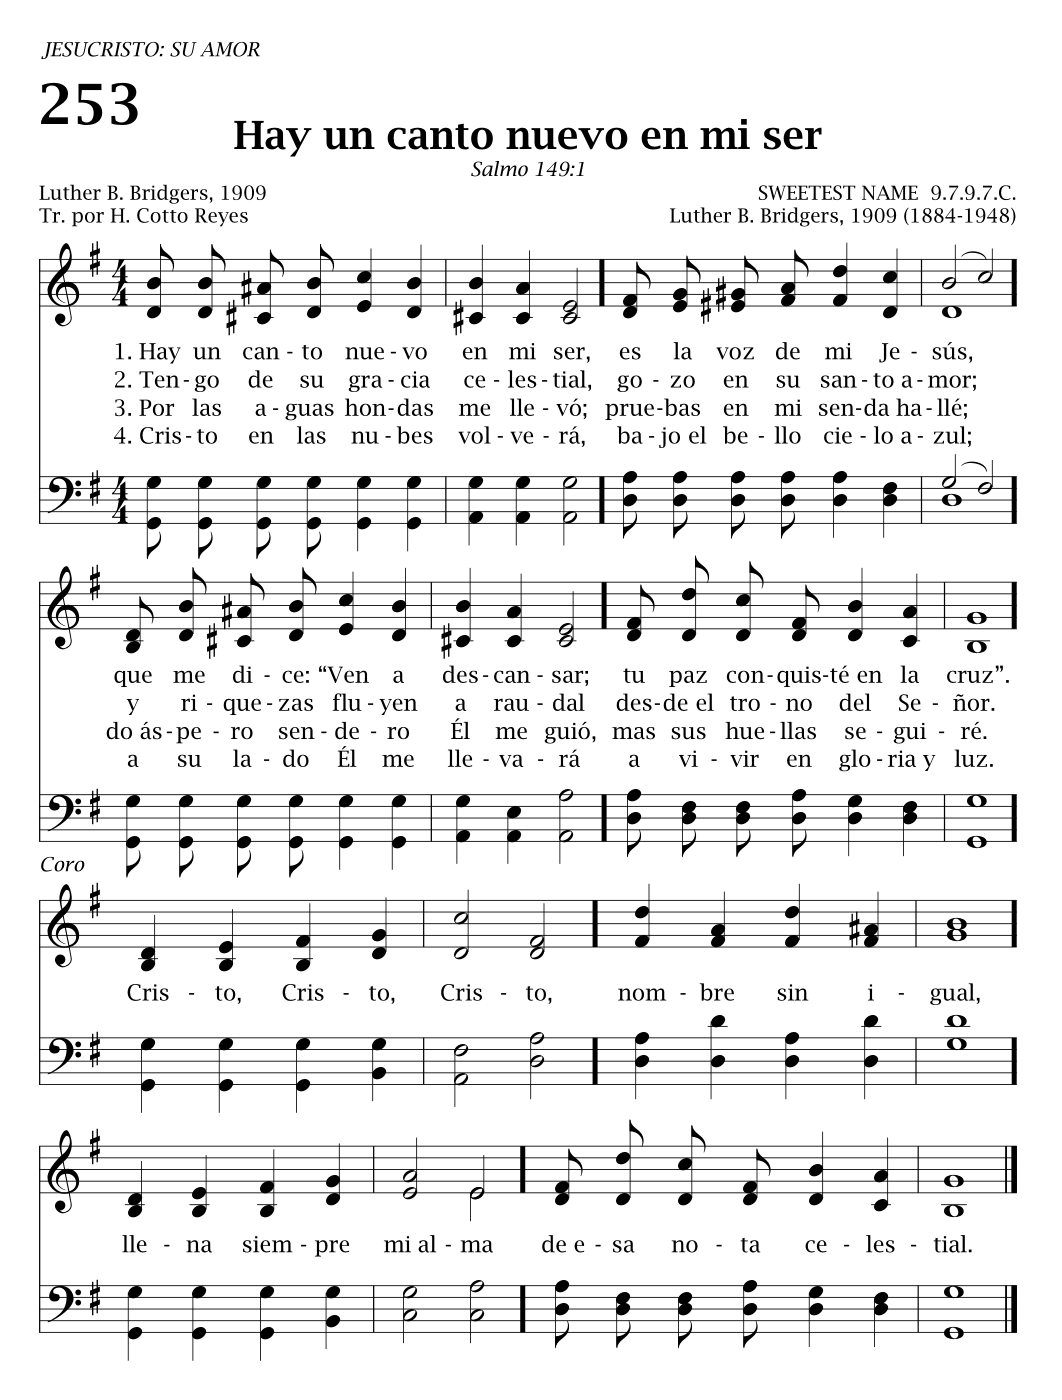 JESUCRISTO: SU AMOR
253
Hay un canto nuevo en mi ser
Salmo 149:1
Luther B. Bridgers, 1909 SWEETEST NAME 9.7.9.7.C.
Tr. por H. Cotto Reyes Luther B. Bridgers, 1909 (1884-1948)
1. Hay un can - to nue - vo en mi ser, es la voz de mi Je - sús,
2. Ten - go de su gra - cia ce - les - tial, go - zo en su san - to a - mor;
3. Por las a - guas hon - das me lle - vó; prue - bas en mi sen - da ha - llé;
4. Cris - to en las nu - bes vol - ve - rá, ba - jo el be - llo cie - lo a - zul;
que me di - ce: “Ven a des - can - sar; tu paz con - quis - té en la cruz”.
y ri - que - zas flu - yen a rau - dal des - de el tro - no del Se - ñor.
do ás - pe - ro sen - de - ro Él me guió, mas sus hue - llas se - gui - ré.
a su la - do Él me lle - va - rá a vi - vir en glo - ria y luz.
Coro
Cris - to, Cris - to, Cris - to, nom - bre sin i - gual,
lle - na siem - pre mi al - ma de e - sa no - ta ce - les - tial.